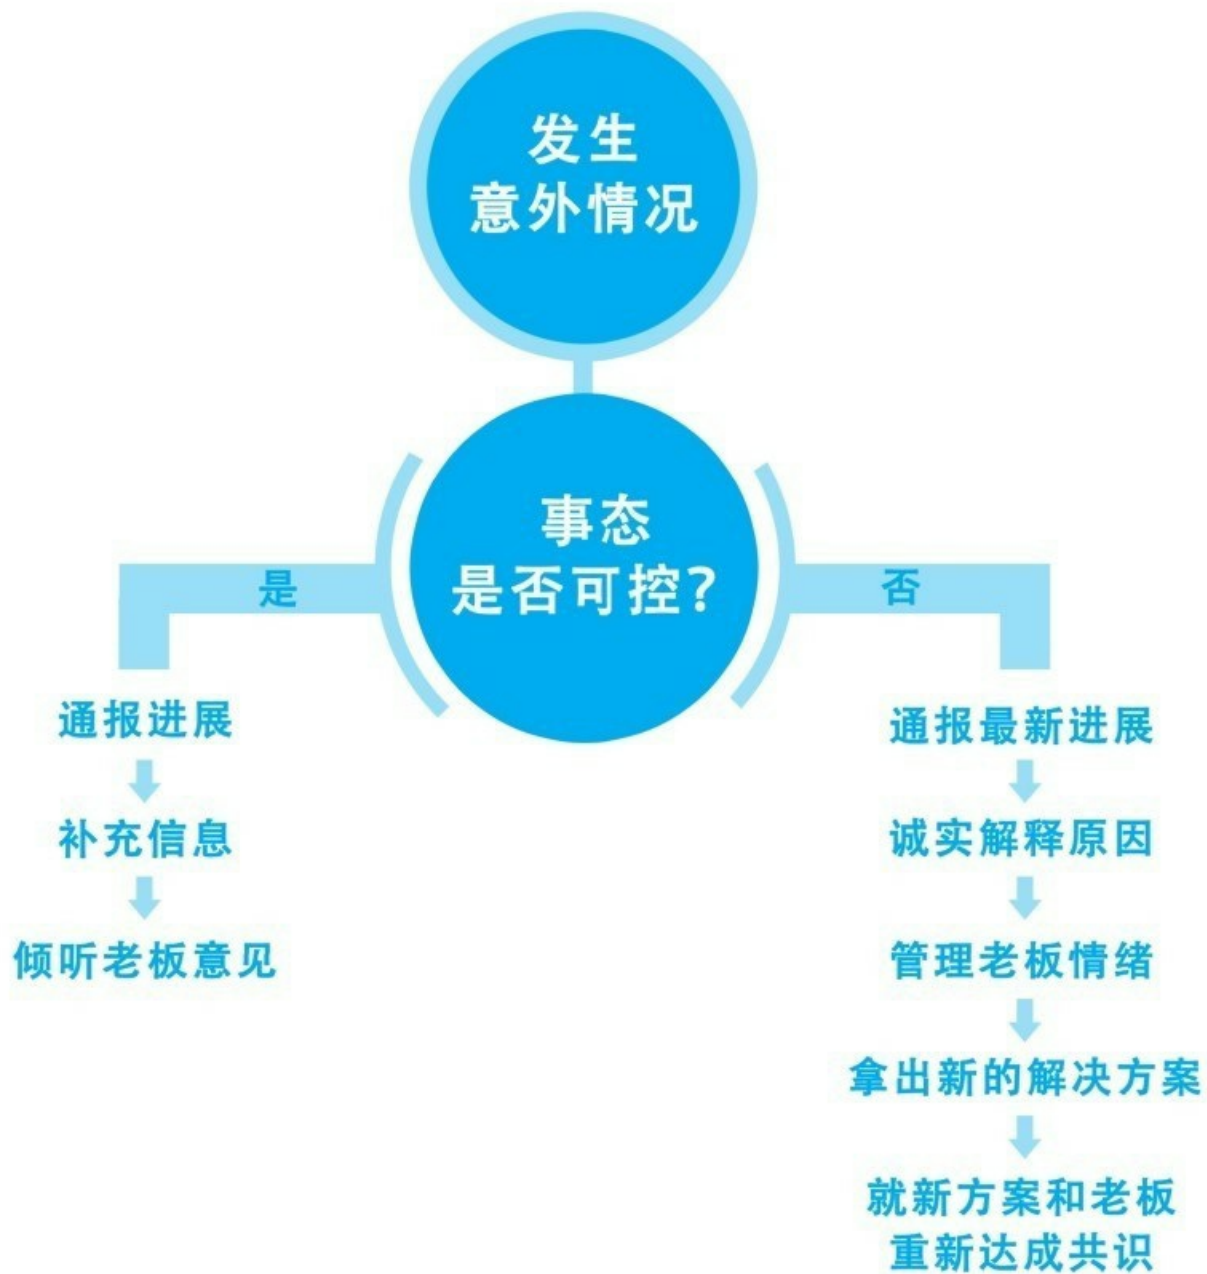 发生
意外情况
事态
是否可控?
是
否
通报进展
补充信息
倾听老板意见
通报最新进展
诚实解释原因
管理老板情绪
拿出新的解决方案
就新方案和老板
重新达成共识